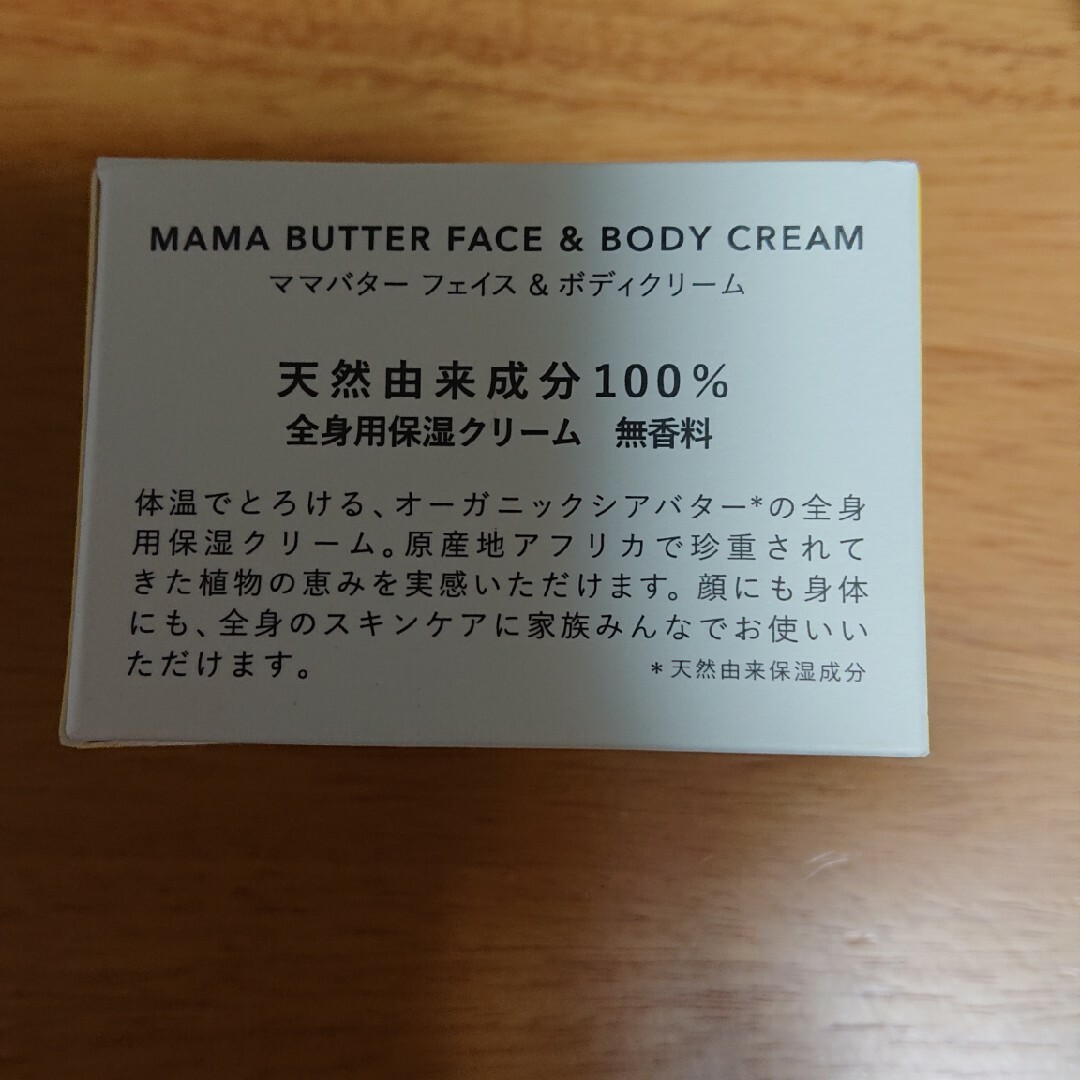 MAMA BUTTER FACE & BODY CREAM
ママバター フェイス & ボディクリーム
天然由来成分100%
全身用保湿クリーム 無香料
体温でとろける、オーガニックシアバター*の全身
用保湿クリーム。原産地アフリカで珍重されて
きた植物の恵みを実感いただけます。顔にも身体
にも、全身のスキンケアに家族みんなでお使いい
ただけます。
*天然由来保湿成分